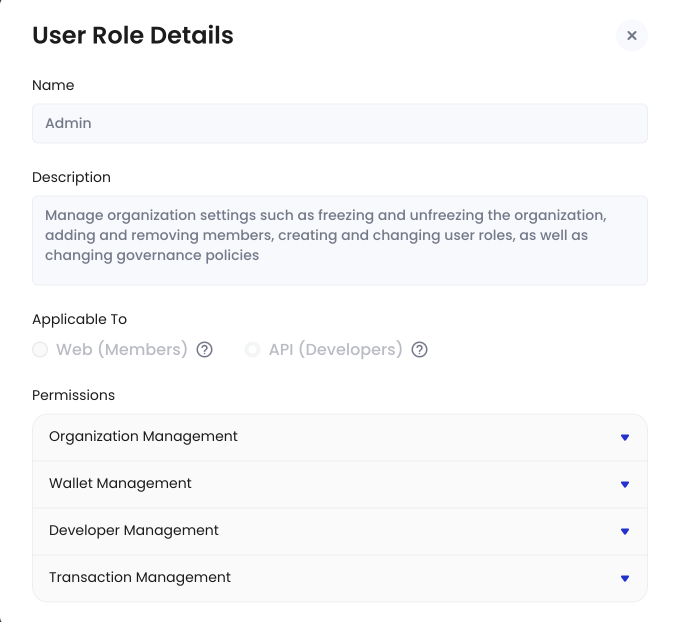 User Role Details
Name
Admin
Description
Manage organization settings such as freezing and unfreezing the organization,
adding and removing members, creating and changing user roles, as well as
changing governance policies
Applicable To
Web (Members) ? API (Developers) ?
Permissions
Organization Management
Wallet Management
Developer Management
Transaction Management